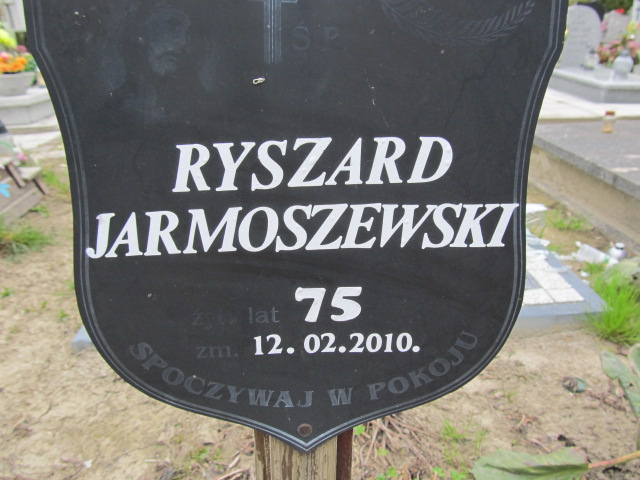 Ś.P.
RYSZARD
JARMOSZEWSKI
żył. lat 75
zm. 12.02.2010.
SPOCZYWAJ W POKOJU